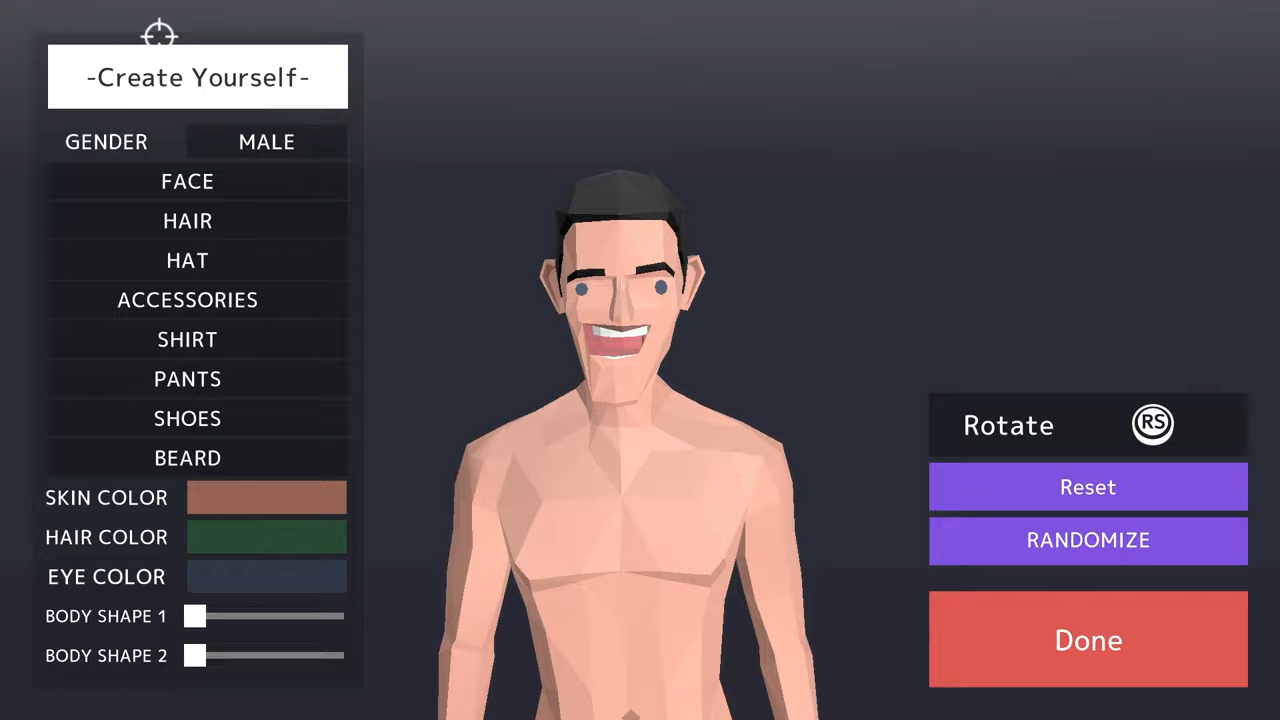 -Create Yourself-
GENDER MALE
FACE
HAIR
HAT
ACCESSORIES
SHIRT
PANTS
SHOES
BEARD
SKIN COLOR
HAIR COLOR
EYE COLOR
BODY SHAPE 1
BODY SHAPE 2
Rotate RS
Reset
RANDOMIZE
Done